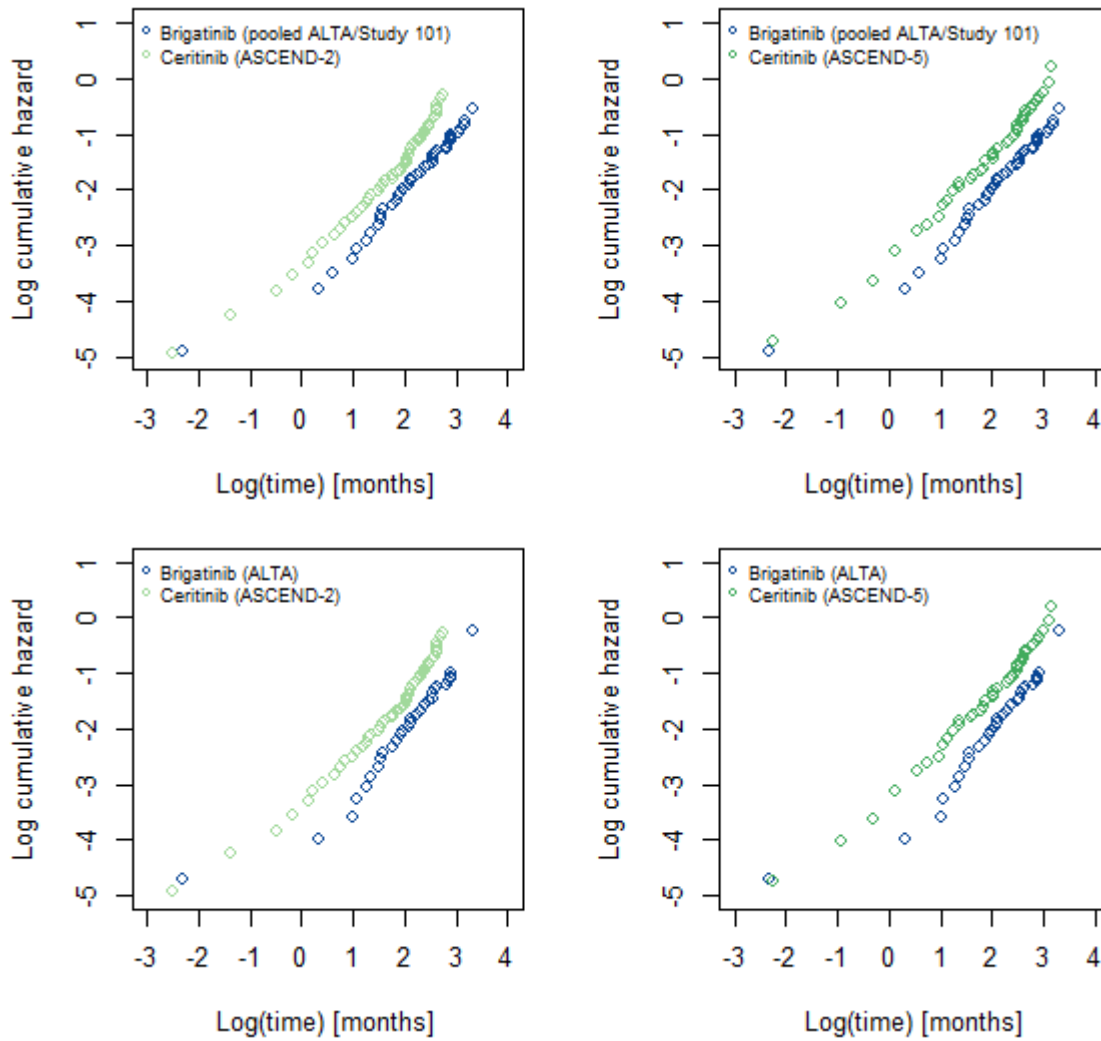 Brigatinib (pooled ALTA/Study 101)
Ceritinib (ASCEND-2)
Log cumulative hazard
1
0
-1
-2
-3
-4
-5
-3 -2 -1 0 1 2 3 4
Log(time) [months]
Brigatinib (pooled ALTA/Study 101)
Ceritinib (ASCEND-5)
Log cumulative hazard
1
0
-1
-2
-3
-4
-5
-3 -2 -1 0 1 2 3 4
Log(time) [months]
Brigatinib (ALTA)
Ceritinib (ASCEND-2)
Log cumulative hazard
1
0
-1
-2
-3
-4
-5
-3 -2 -1 0 1 2 3 4
Log(time) [months]
Brigatinib (ALTA)
Ceritinib (ASCEND-5)
Log cumulative hazard
1
0
-1
-2
-3
-4
-5
-3 -2 -1 0 1 2 3 4
Log(time) [months]